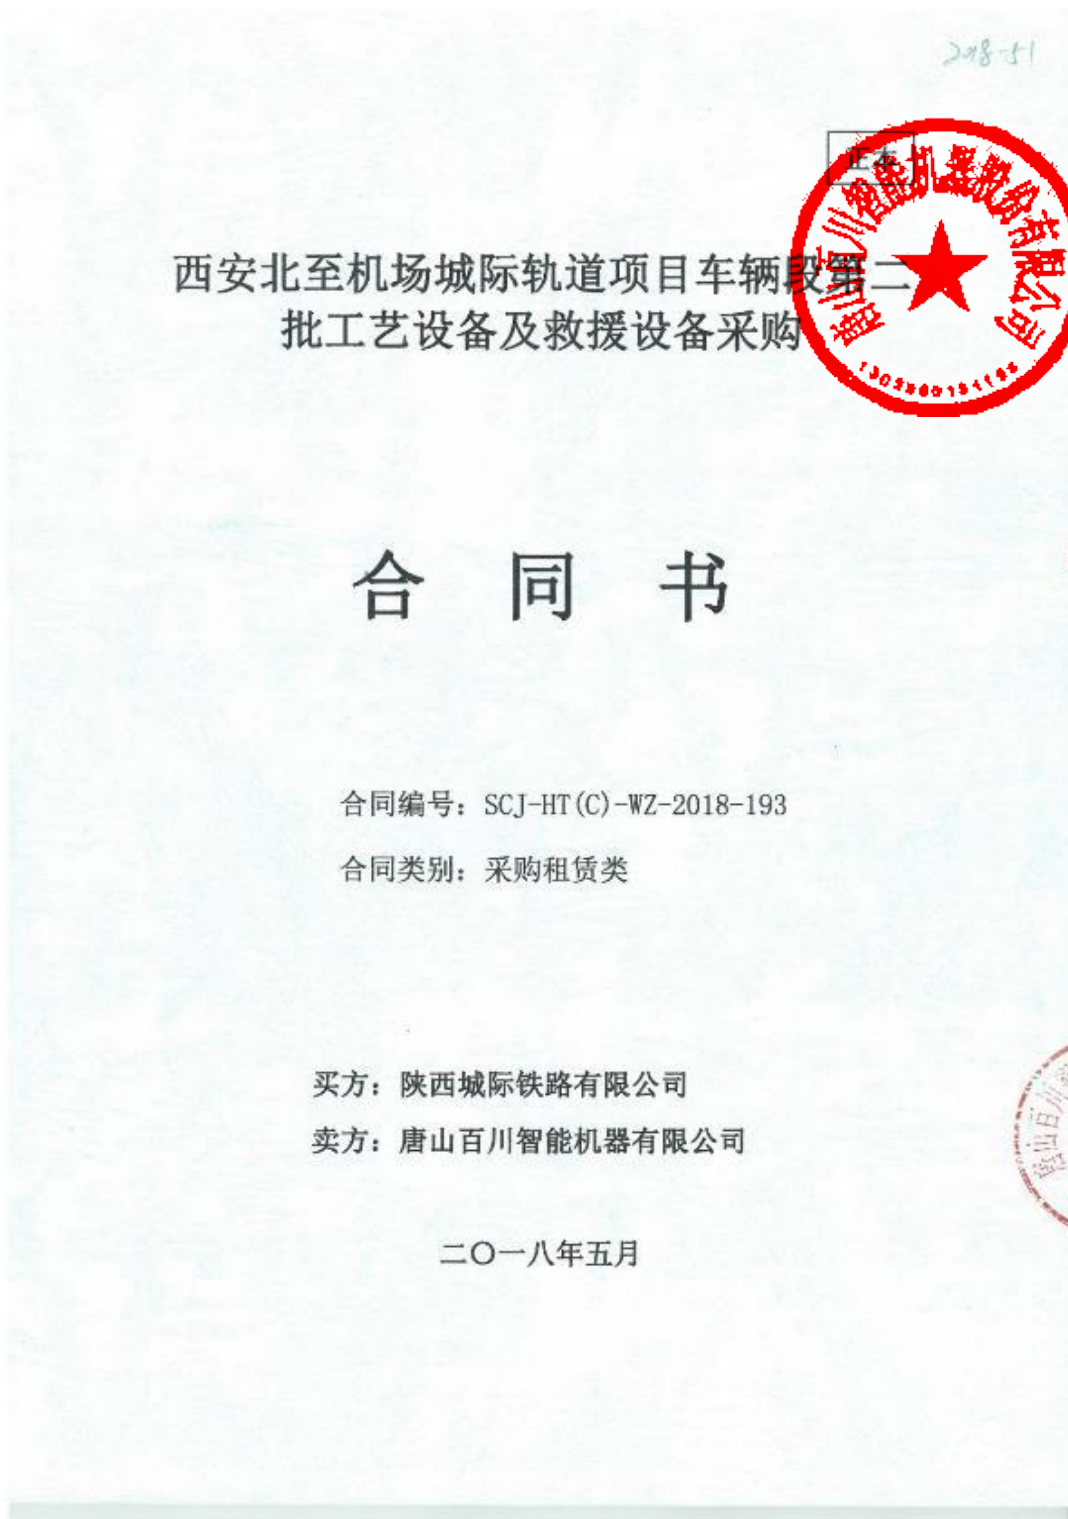 2018-51
正本
唐山百川智能机器股份有限公司
西安北至机场城际轨道项目车辆段第二
批工艺设备及救援设备采购
合 同 书
合同编号：SCJ-HT(C)-WZ-2018-193
合同类别：采购租赁类
买方：陕西城际铁路有限公司
卖方：唐山百川智能机器有限公司
唐山百川
二〇一八年五月